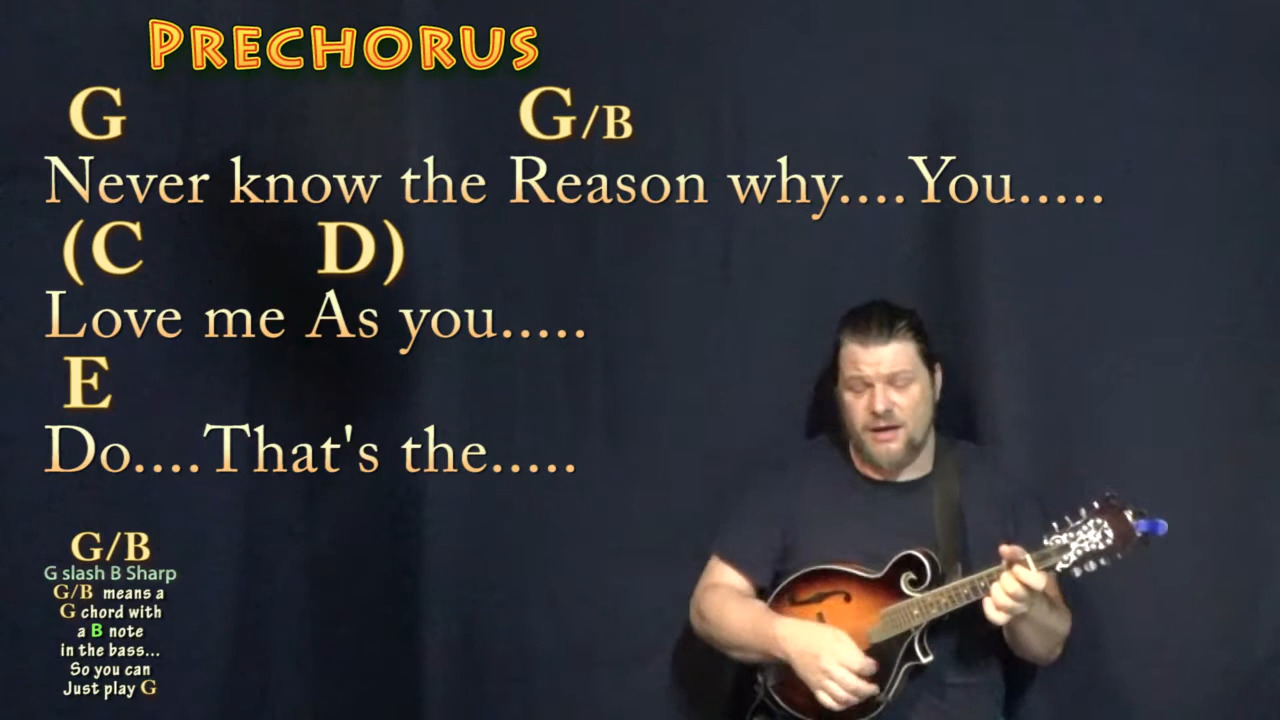 PRECHORUS
G G/B
Never know the Reason why....You.....
(C D)
Love me As you.....
E
Do....That's the.....
G/B
G slash B Sharp
G/B means a
G chord with
a B note
in the bass...
So you can
Just play G